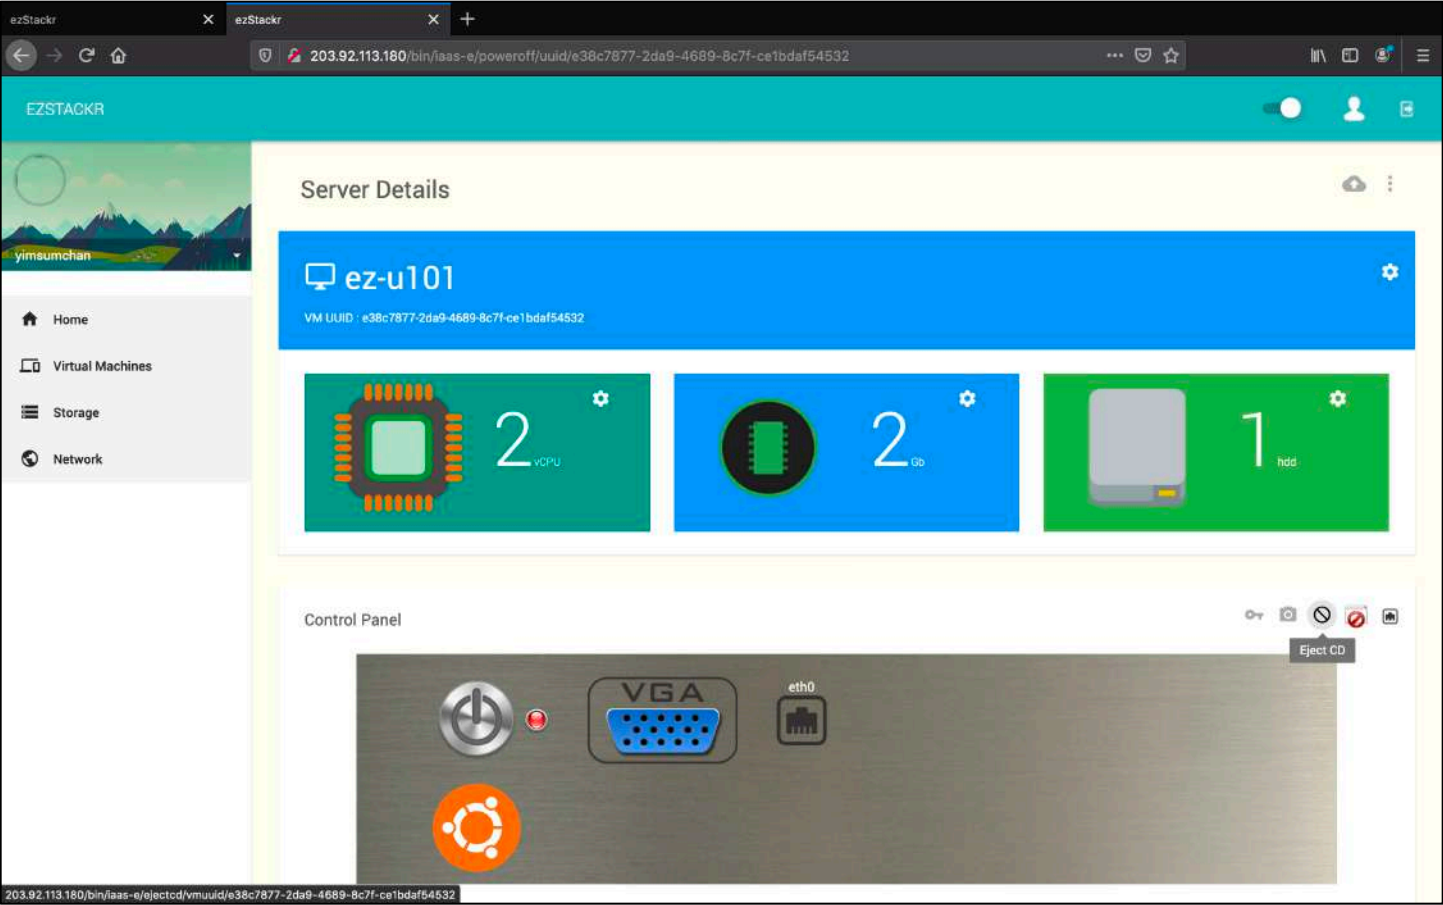 ezStackr
ezStackr
203.92.113.180/bin/iaas-e/poweroff/uuid/e38c7877-2da9-4689-8c7f-ce1bdaf54532
EZSTACKR
Server Details
yimsumchan
ez-u101
VM UUID : e38c7877-2da9-4689-8c7f-ce1bdaf54532
Home
Virtual Machines
Storage
Network
2 vCPU
2 Gb
1 hdd
Control Panel
Eject CD
VGA
eth0
203.92.113.180/bin/iaas-e/ejectcd/vmuuid/e38c7877-2da9-4689-8c7f-ce1bdaf54532